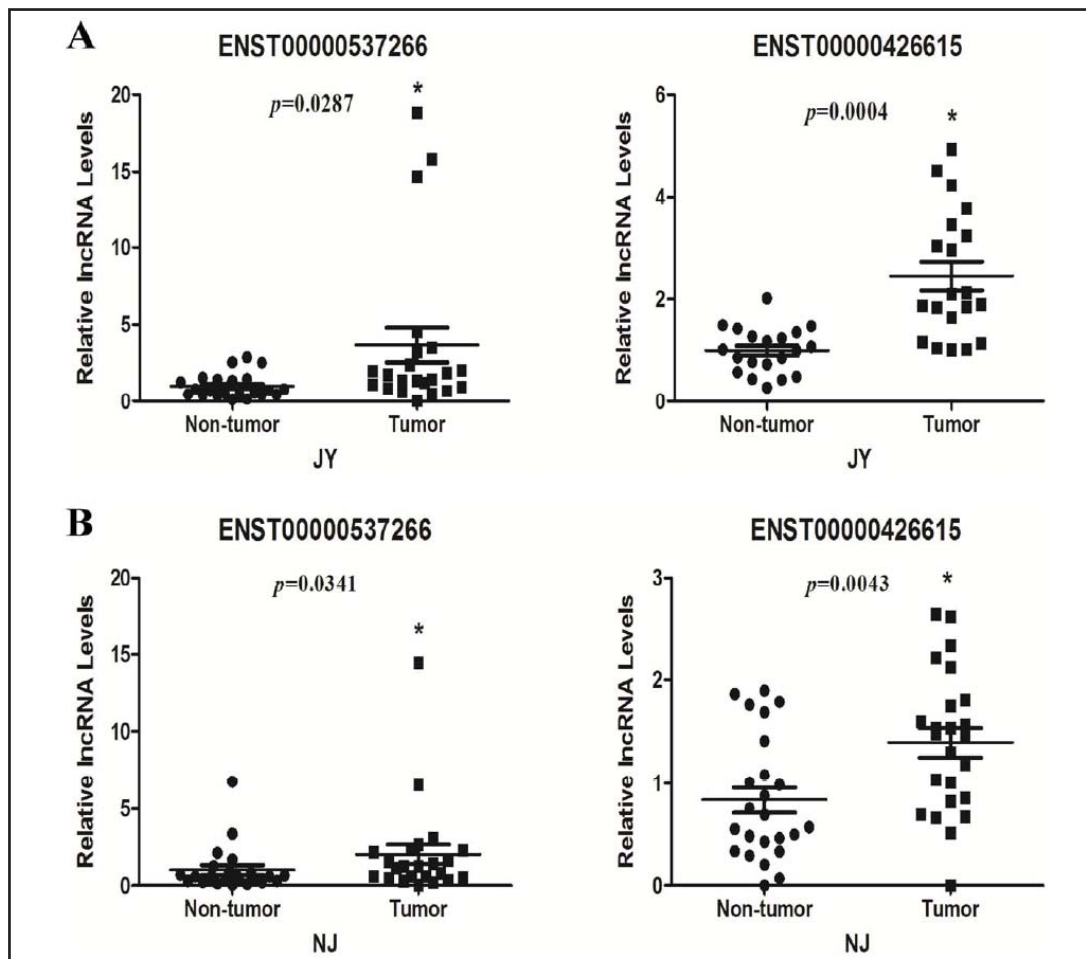 A
ENST00000537266
ENST00000426615
Relative lncRNA Levels
20
15
10
5
0
p=0.0287
*
Non-tumor
Tumor
JY
Relative lncRNA Levels
6
4
2
0
p=0.0004
*
Non-tumor
Tumor
JY
B
ENST00000537266
ENST00000426615
Relative lncRNA Levels
20
15
10
5
0
p=0.0341
*
Non-tumor
Tumor
NJ
Relative lncRNA Levels
3
2
1
0
p=0.0043
*
Non-tumor
Tumor
NJ